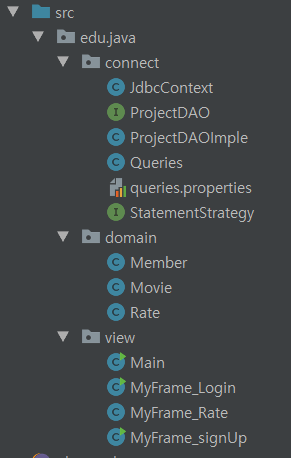 src
edu.java
connect
C JdbcContext
I ProjectDAO
C ProjectDAOImple
C Queries
queries.properties
I StatementStrategy
domain
C Member
C Movie
C Rate
view
C Main
C MyFrame_Login
C MyFrame_Rate
C MyFrame_signUp